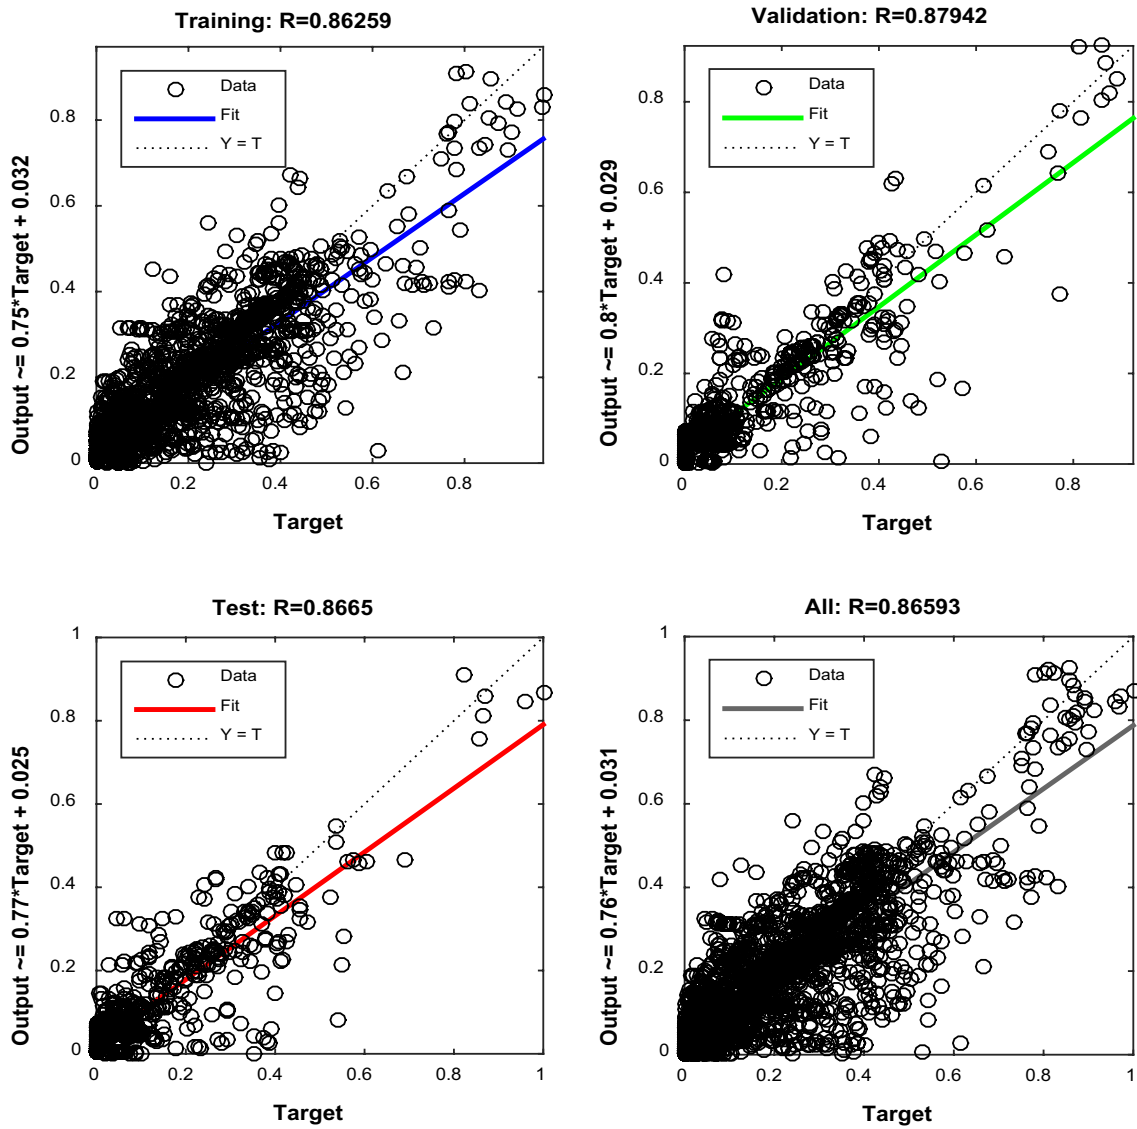 Training: R=0.86259
Data
Fit
Y = T
Output ~= 0.75*Target + 0.032
0.8
0.6
0.4
0.2
0
0 0.2 0.4 0.6 0.8
Target
Validation: R=0.87942
Data
Fit
Y = T
Output ~= 0.8*Target + 0.029
0.8
0.6
0.4
0.2
0
0 0.2 0.4 0.6 0.8
Target
Test: R=0.8665
Data
Fit
Y = T
Output ~= 0.77*Target + 0.025
1
0.8
0.6
0.4
0.2
0
0 0.2 0.4 0.6 0.8 1
Target
All: R=0.86593
Data
Fit
Y = T
Output ~= 0.76*Target + 0.031
1
0.8
0.6
0.4
0.2
0
0 0.2 0.4 0.6 0.8 1
Target